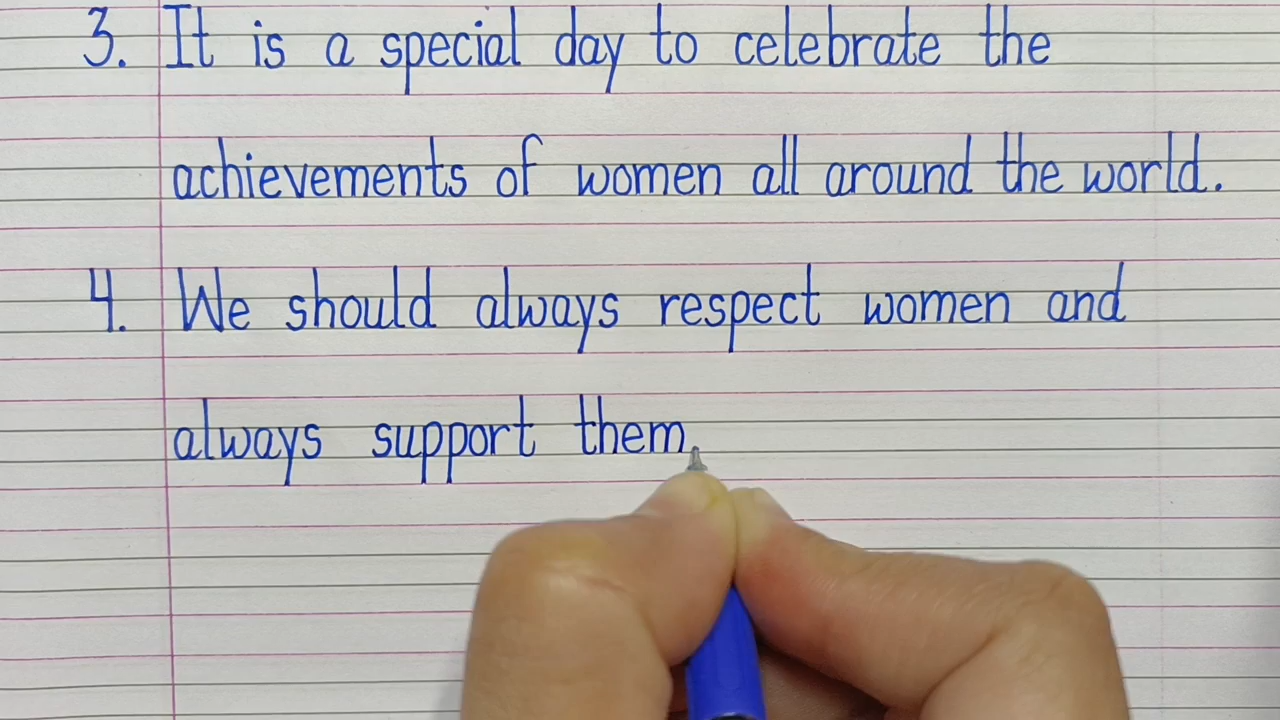 3. It is a special day to celebrate the
achievements of women all around the world.
4. We should always respect women and
always support them.